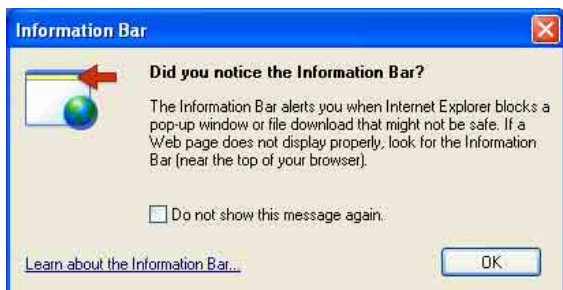 Information Bar
Did you notice the Information Bar?
The Information Bar alerts you when Internet Explorer blocks a
pop-up window or file download that might not be safe. If a
Web page does not display properly, look for the Information
Bar (near the top of your browser).
Do not show this message again.
Learn about the Information Bar...
OK